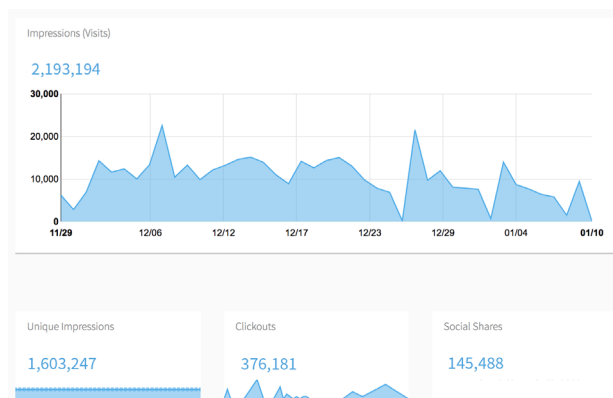 Impressions (Visits)
2,193,194
30,000
20,000
10,000
0
11/29 12/06 12/12 12/17 12/23 12/29 01/04 01/10
Unique Impressions Clickouts Social Shares
1,603,247 376,181 145,488